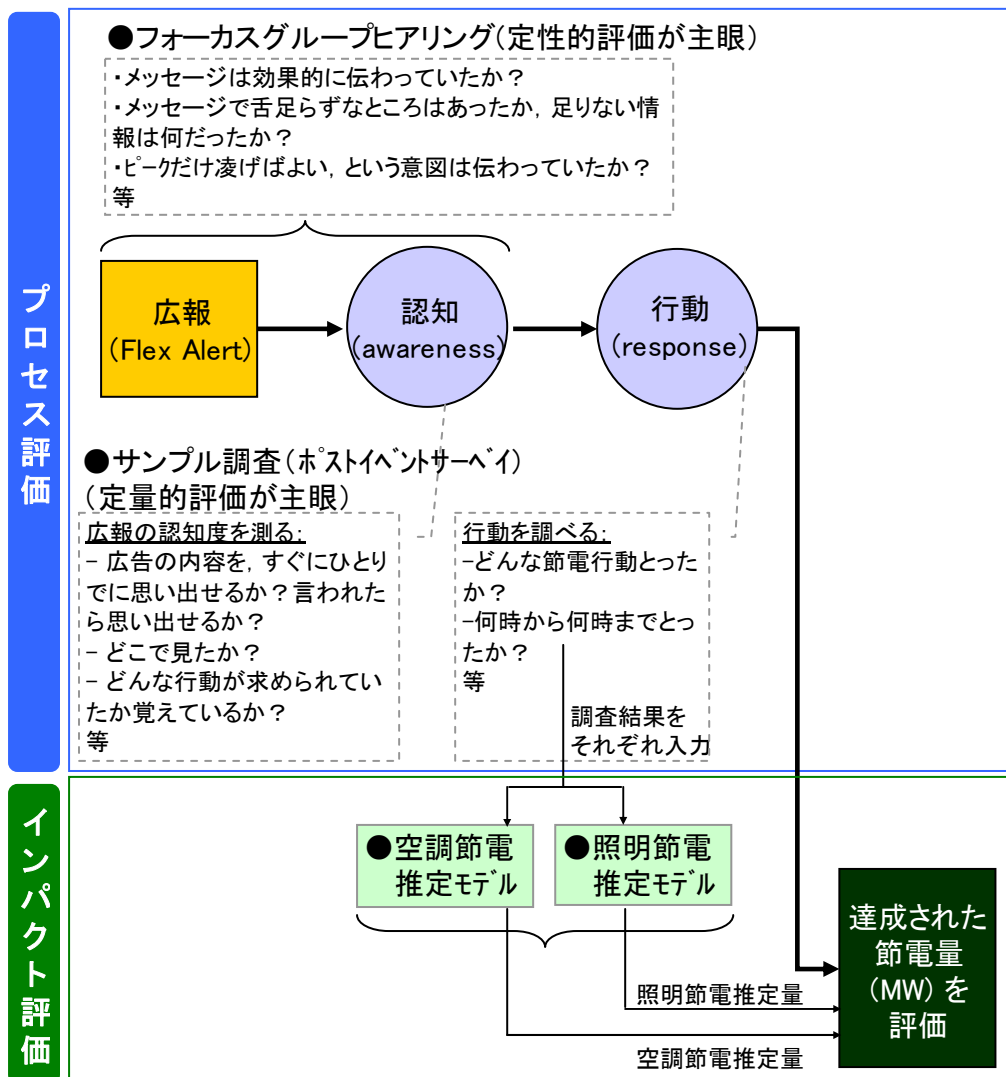 プロセス評価
●フォーカスグループヒアリング(定性的評価が主眼)
・メッセージは効果的に伝わっていたか？
・メッセージで舌足らずなところはあったか, 足りない情
報は何だったか？
・ﾋﾟｰｸだけ凌げばよい, という意図は伝わっていたか？
等
広報
(Flex Alert)
認知
(awareness)
行動
(response)
●サンプル調査(ﾎﾟｽﾄｲﾍﾞﾝﾄｻｰﾍﾞｲ)
(定量的評価が主眼)
広報の認知度を測る:
- 広告の内容を, すぐにひとり
でに思い出せるか？言われた
ら思い出せるか？
- どこで見たか？
- どんな行動が求められてい
たか覚えているか？
等
行動を調べる:
-どんな節電行動とった
か？
-何時から何時までとっ
たか？
等
調査結果を
それぞれ入力
インパクト評価
●空調節電
推定ﾓﾃﾞﾙ
●照明節電
推定ﾓﾃﾞﾙ
達成された
節電量
(MW) を
評価
照明節電推定量
空調節電推定量